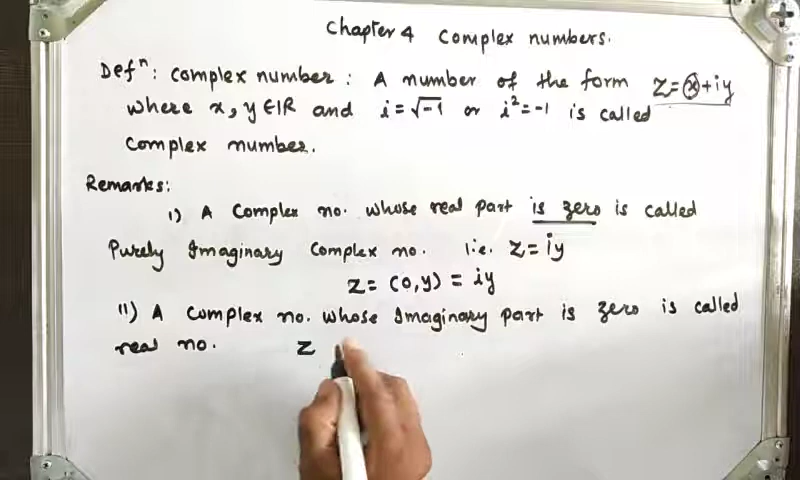 Chapter 4 Complex numbers.
Defⁿ: Complex number: A number of the form z=x+iy
where x, y ∈ IR and i=√-1 or i²=-1 is called
Complex number.
Remarks:
i) A Complex no. whose real part is zero is called
Purely Imaginary Complex no. i.e. z=iy
z= (0,y) = iy
ii) A Complex no. whose Imaginary part is zero is called
real no. z